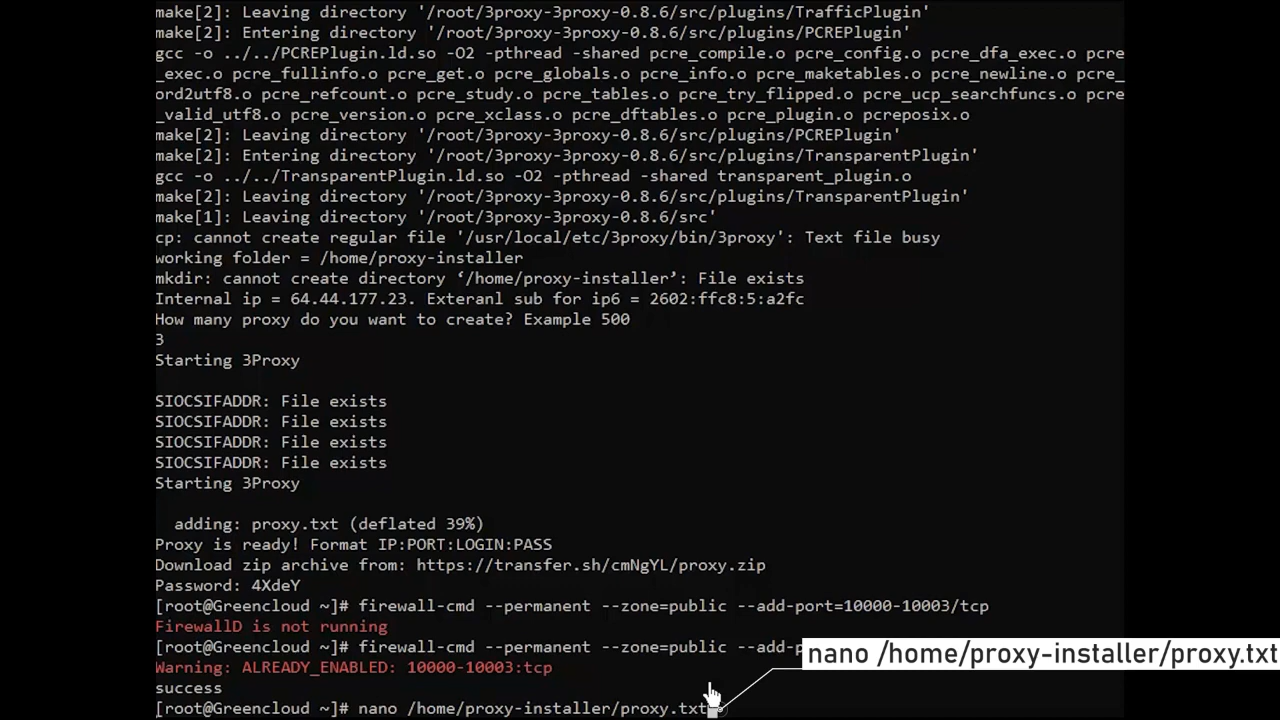 make[2]: Leaving directory '/root/3proxy-3proxy-0.8.6/src/plugins/TrafficPlugin'
make[2]: Entering directory '/root/3proxy-3proxy-0.8.6/src/plugins/PCREPlugin'
gcc -o ../../PCREPlugin.ld.so -O2 -pthread -shared pcre_compile.o pcre_config.o pcre_dfa_exec.o pcre
_exec.o pcre_fullinfo.o pcre_get.o pcre_globals.o pcre_info.o pcre_maketables.o pcre_newline.o pcre_
ord2utf8.o pcre_refcount.o pcre_study.o pcre_tables.o pcre_try_flipped.o pcre_ucp_searchfuncs.o pcre
_valid_utf8.o pcre_version.o pcre_xclass.o pcre_dftables.o pcre_plugin.o pcreposix.o
make[2]: Leaving directory '/root/3proxy-3proxy-0.8.6/src/plugins/PCREPlugin'
make[2]: Entering directory '/root/3proxy-3proxy-0.8.6/src/plugins/TransparentPlugin'
gcc -o ../../TransparentPlugin.ld.so -O2 -pthread -shared transparent_plugin.o
make[2]: Leaving directory '/root/3proxy-3proxy-0.8.6/src/plugins/TransparentPlugin'
make[1]: Leaving directory '/root/3proxy-3proxy-0.8.6/src'
cp: cannot create regular file '/usr/local/etc/3proxy/bin/3proxy': Text file busy
working folder = /home/proxy-installer
mkdir: cannot create directory ‘/home/proxy-installer’: File exists
Internal ip = 64.44.177.23. Exteranl sub for ip6 = 2602:ffc8:5:a2fc
How many proxy do you want to create? Example 500
3
Starting 3Proxy
SIOCSIFADDR: File exists
SIOCSIFADDR: File exists
SIOCSIFADDR: File exists
SIOCSIFADDR: File exists
Starting 3Proxy
adding: proxy.txt (deflated 39%)
Proxy is ready! Format IP:PORT:LOGIN:PASS
Download zip archive from: https://transfer.sh/cmNgYL/proxy.zip
Password: 4XdeY
[root@Greencloud ~]# firewall-cmd --permanent --zone=public --add-port=10000-10003/tcp
FirewallD is not running
[root@Greencloud ~]# firewall-cmd --permanent --zone=public --add-p
nano /home/proxy-installer/proxy.txt
Warning: ALREADY_ENABLED: 10000-10003:tcp
success
[root@Greencloud ~]# nano /home/proxy-installer/proxy.txt